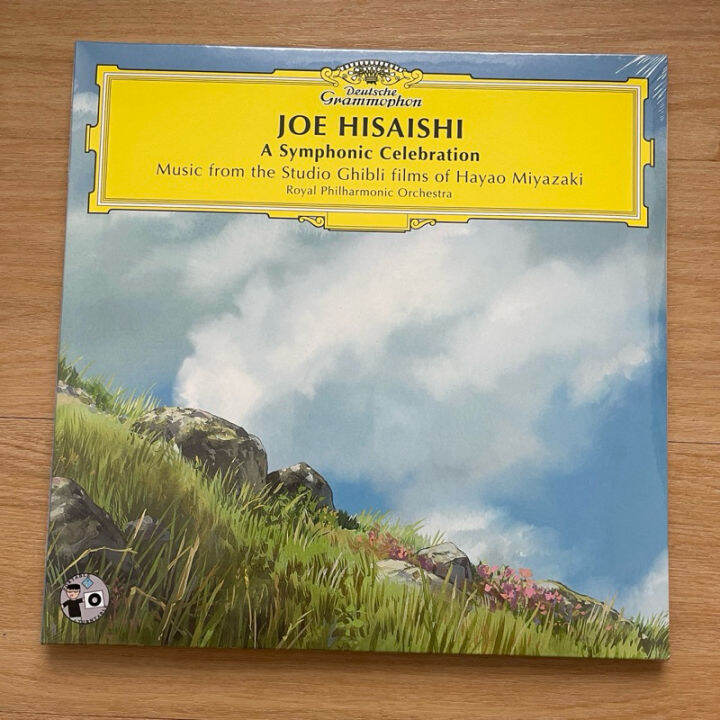 Deutsche
Grammophon
JOE HISAISHI
A Symphonic Celebration
Music from the Studio Ghibli films of Hayao Miyazaki
Royal Philharmonic Orchestra